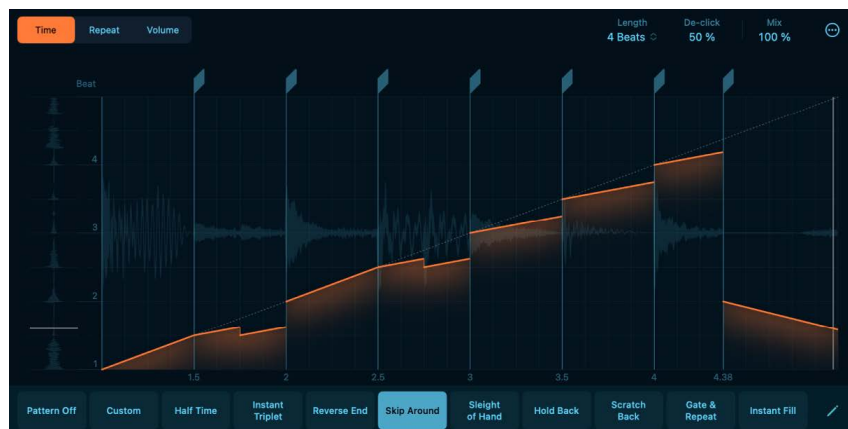 Time
Repeat
Volume
Length
4 Beats
De-click
50 %
Mix
100 %
Beat
4
3
2
1
1.5
2
2.5
3
3.5
4
4.38
Pattern Off
Custom
Half Time
Instant
Triplet
Reverse End
Skip Around
Sleight
of Hand
Hold Back
Scratch
Back
Gate &
Repeat
Instant Fill